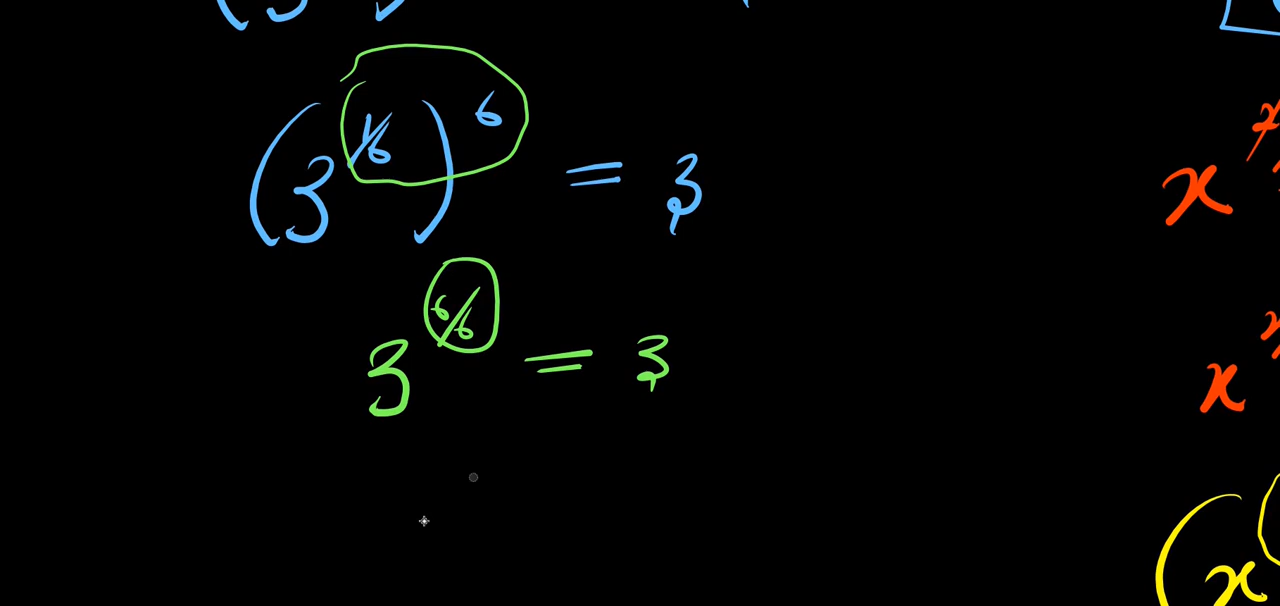 (3^{1/6})^6 = 3
x
3^{6/6} = 3
x
(x